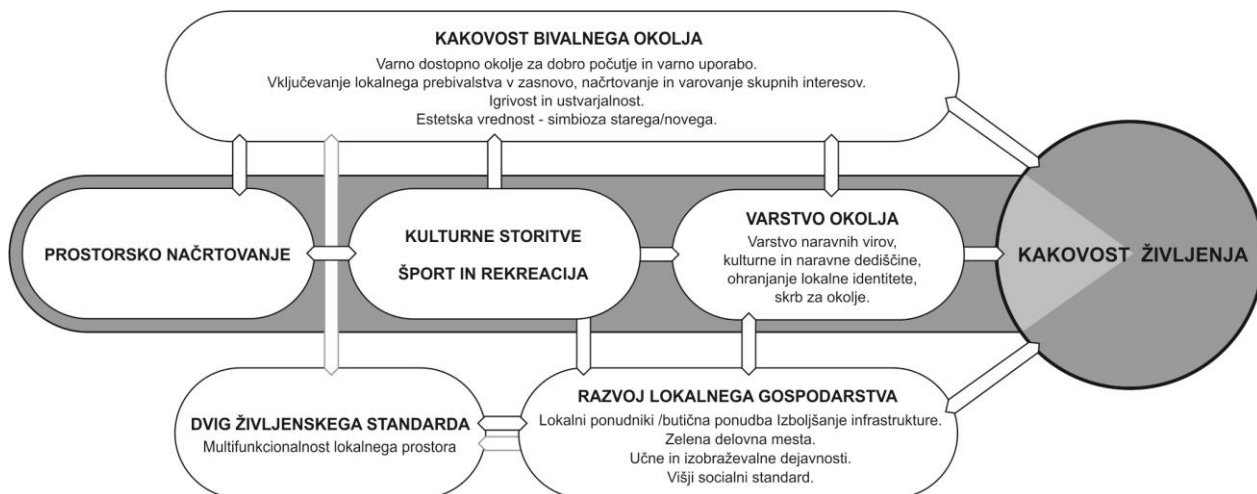 KAKOVOST BIVALNEGA OKOLJA
Varno dostopno okolje za dobro počutje in varno uporabo.
Vključevanje lokalnega prebivalstva v zasnovo, načrtovanje in varovanje skupnih interesov.
Igrivost in ustvarjalnost.
Estetska vrednost - simbioza starega/novega.
PROSTORSKO NAČRTOVANJE
KULTURNE STORITVE
ŠPORT IN REKREACIJA
VARSTVO OKOLJA
Varstvo naravnih virov,
kulturne in naravne dediščine,
ohranjanje lokalne identitete,
skrb za okolje.
KAKOVOST ŽIVLJENJA
DVIG ŽIVLJENSKEGA STANDARDA
Multifunkcionalnost lokalnega prostora
RAZVOJ LOKALNEGA GOSPODARSTVA
Lokalni ponudniki /butična ponudba Izboljšanje infrastrukture.
Zelena delovna mesta.
Učne in izobraževalne dejavnosti.
Višji socialni standard.